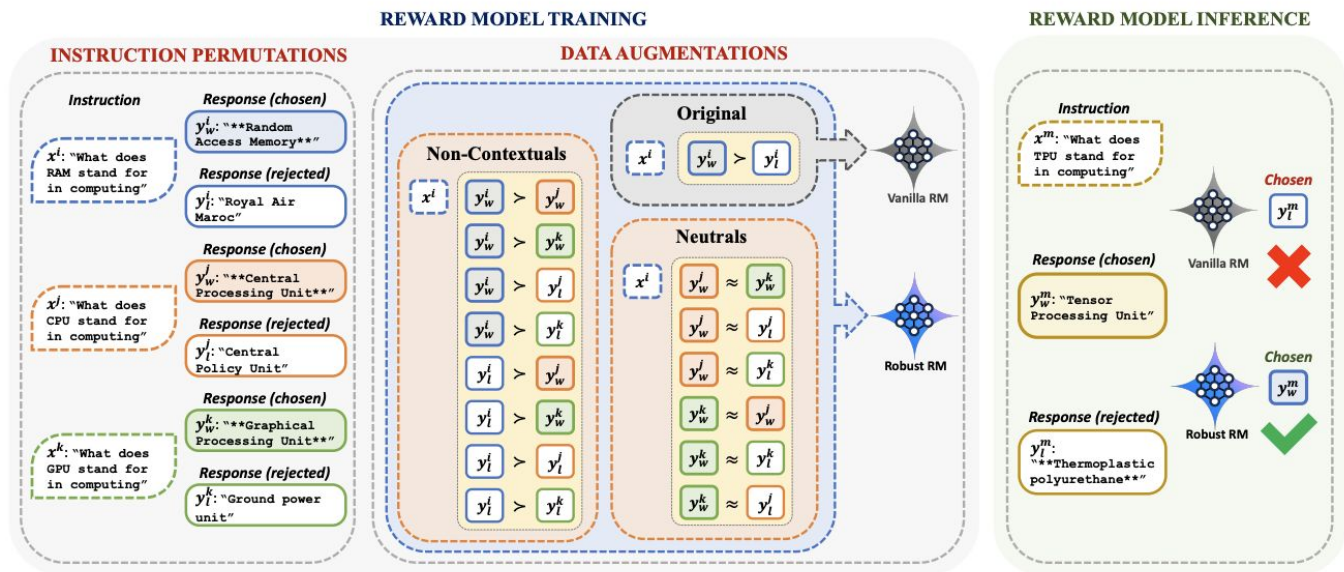 REWARD MODEL TRAINING
INSTRUCTION PERMUTATIONS
Instruction
Response (chosen)
x^i: "What does
RAM stand for
in computing"
y_w^i: "**Random
Access Memory**"
Response (rejected)
y_l^i: "Royal Air
Maroc"
Response (chosen)
x^j: "What does
CPU stand for
in computing"
y_w^j: "**Central
Processing Unit**"
Response (rejected)
y_l^j: "Central
Policy Unit"
Response (chosen)
x^k: "What does
GPU stand for
in computing"
y_w^k: "**Graphical
Processing Unit**"
Response (rejected)
y_l^k: "Ground power
unit"
DATA AUGMENTATIONS
Non-Contextuals
x^i
y_w^i ≻ y_w^j
y_w^i ≻ y_w^k
y_w^i ≻ y_l^j
y_w^i ≻ y_l^k
y_l^i ≻ y_w^j
y_l^i ≻ y_w^k
y_l^i ≻ y_l^j
y_l^i ≻ y_l^k
Original
x^i y_w^i ≻ y_l^i
Neutrals
x^i
y_w^j ≈ y_w^k
y_w^j ≈ y_l^j
y_w^j ≈ y_l^k
y_w^k ≈ y_w^j
y_w^k ≈ y_l^k
y_w^k ≈ y_l^j
Vanilla RM
Robust RM
REWARD MODEL INFERENCE
Instruction
x^m: "What does
TPU stand for
in computing"
Response (chosen)
y_w^m: "Tensor
Processing Unit"
Response (rejected)
y_l^m:
"**Thermoplastic
polyurethane**"
Chosen
y_l^m
Vanilla RM
Chosen
y_w^m
Robust RM